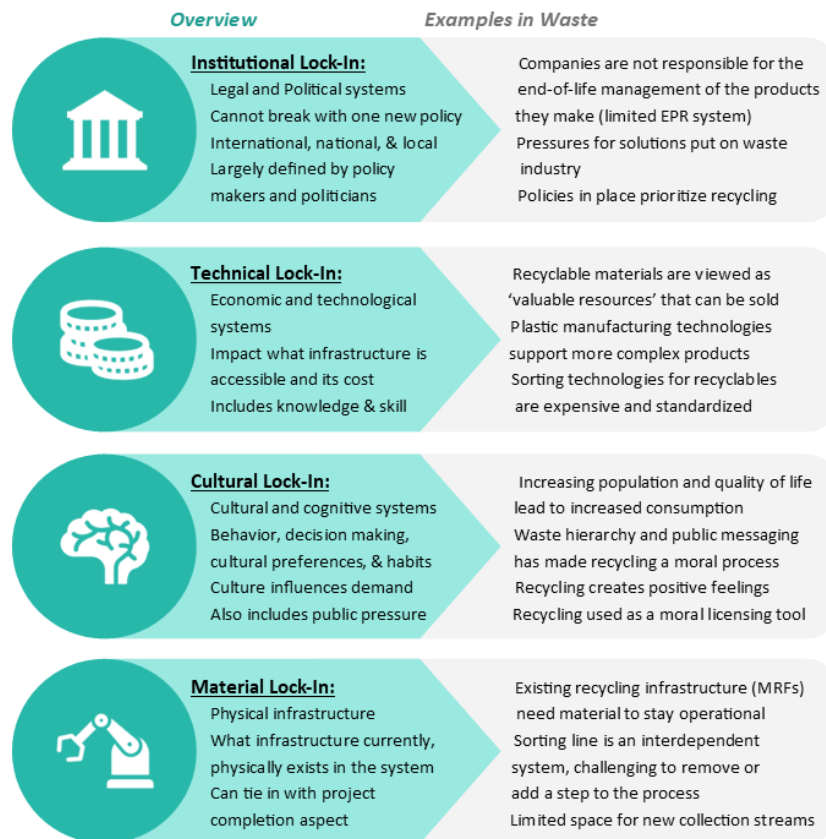 Overview
Examples in Waste
Institutional Lock-In:
Legal and Political systems
Cannot break with one new policy
International, national, & local
Largely defined by policy
makers and politicians
Companies are not responsible for the
end-of-life management of the products
they make (limited EPR system)
Pressures for solutions put on waste
industry
Policies in place prioritize recycling
Technical Lock-In:
Economic and technological
systems
Impact what infrastructure is
accessible and its cost
Includes knowledge & skill
Recyclable materials are viewed as
‘valuable resources’ that can be sold
Plastic manufacturing technologies
support more complex products
Sorting technologies for recyclables
are expensive and standardized
Cultural Lock-In:
Cultural and cognitive systems
Behavior, decision making,
cultural preferences, & habits
Culture influences demand
Also includes public pressure
Increasing population and quality of life
lead to increased consumption
Waste hierarchy and public messaging
has made recycling a moral process
Recycling creates positive feelings
Recycling used as a moral licensing tool
Material Lock-In:
Physical infrastructure
What infrastructure currently,
physically exists in the system
Can tie in with project
completion aspect
Existing recycling infrastructure (MRFs)
need material to stay operational
Sorting line is an interdependent
system, challenging to remove or
add a step to the process
Limited space for new collection streams